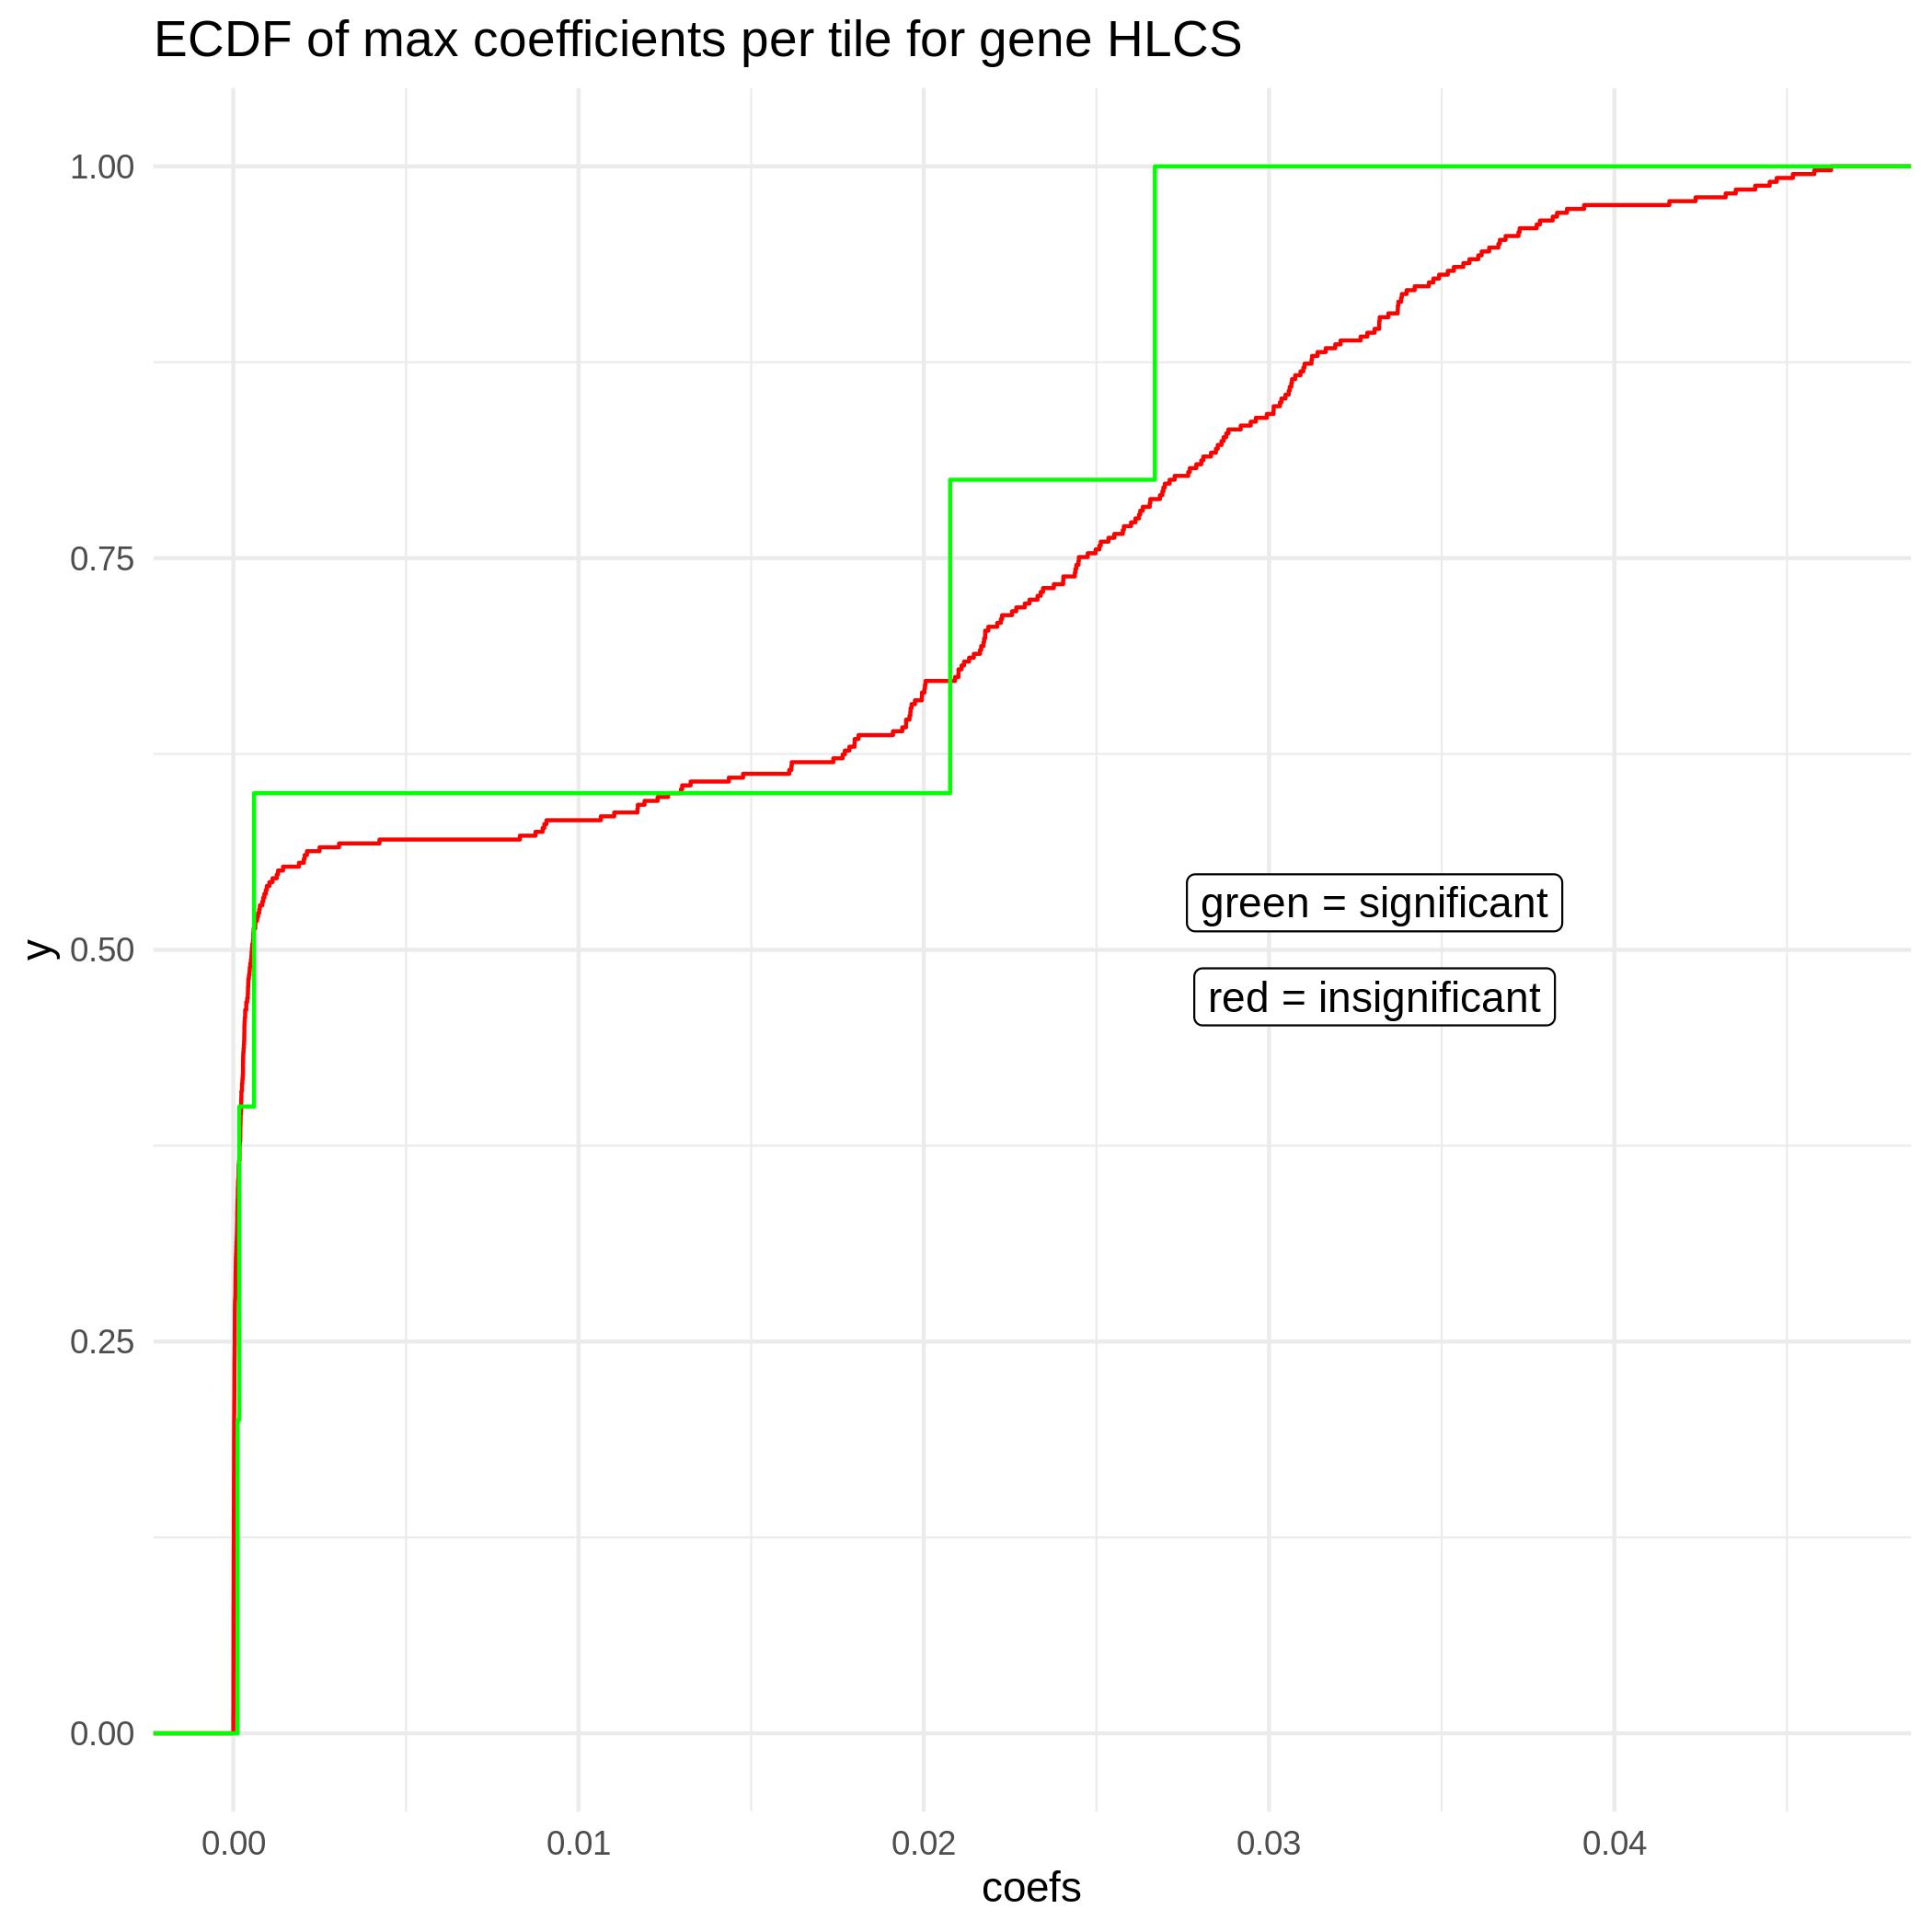 ECDF of max coefficients per tile for gene HLCS
1.00
0.75
0.50
0.25
0.00
y
green = significant
red = insignificant
0.00 0.01 0.02 0.03 0.04
coefs